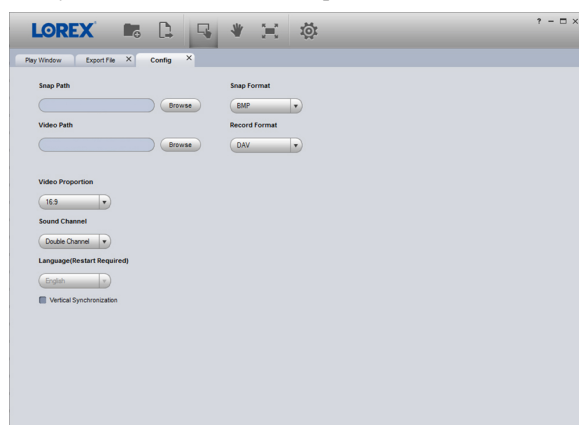 LOREX
Play Window Export File X Config X
Snap Path Snap Format
Browse BMP
Video Path Record Format
Browse DAV
Video Proportion
16:9
Sound Channel
Double Channel
Language(Restart Required)
English
Vertical Synchronization